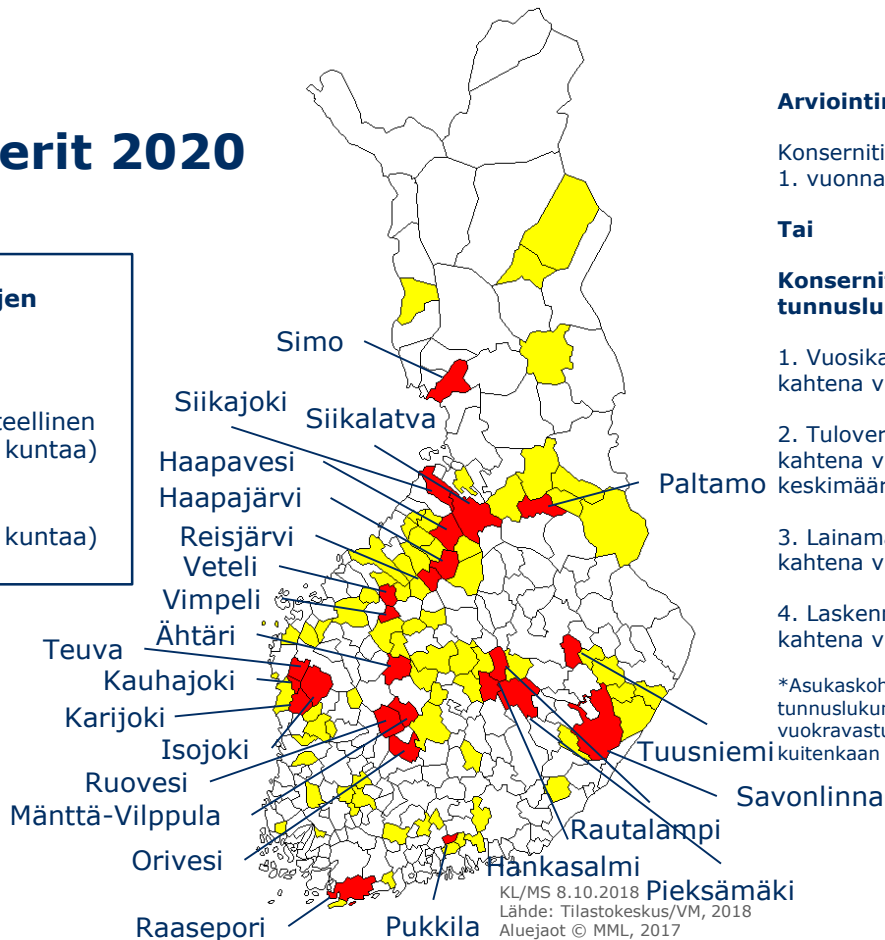 erit 2020
jen
teellinen
kuntaa)
kuntaa)
Simo
Siikajoki
Siikalatva
Haapavesi
Haapajärvi
Reisjärvi
Veteli
Vimpeli
Ähtäri
Teuva
Kauhajoki
Karijoki
Isojoki
Ruovesi
Mänttä-Vilppula
Orivesi
Raasepori
Pukkila
Paltamo
Tuusniemi
Savonlinna
Rautalampi
Hankasalmi
Pieksämäki
KL/MS 8.10.2018
Lähde: Tilastokeskus/VM, 2018
Aluejaot © MML, 2017
Arviointin
Konserniti
1. vuonna
Tai
Konsernit
tunnuslu
1. Vuosika
kahtena v
2. Tulover
kahtena v
keskimäär
3. Lainama
kahtena v
4. Laskenn
kahtena v
*Asukaskoh
tunnuslukun
vuokravastu
kuitenkaan